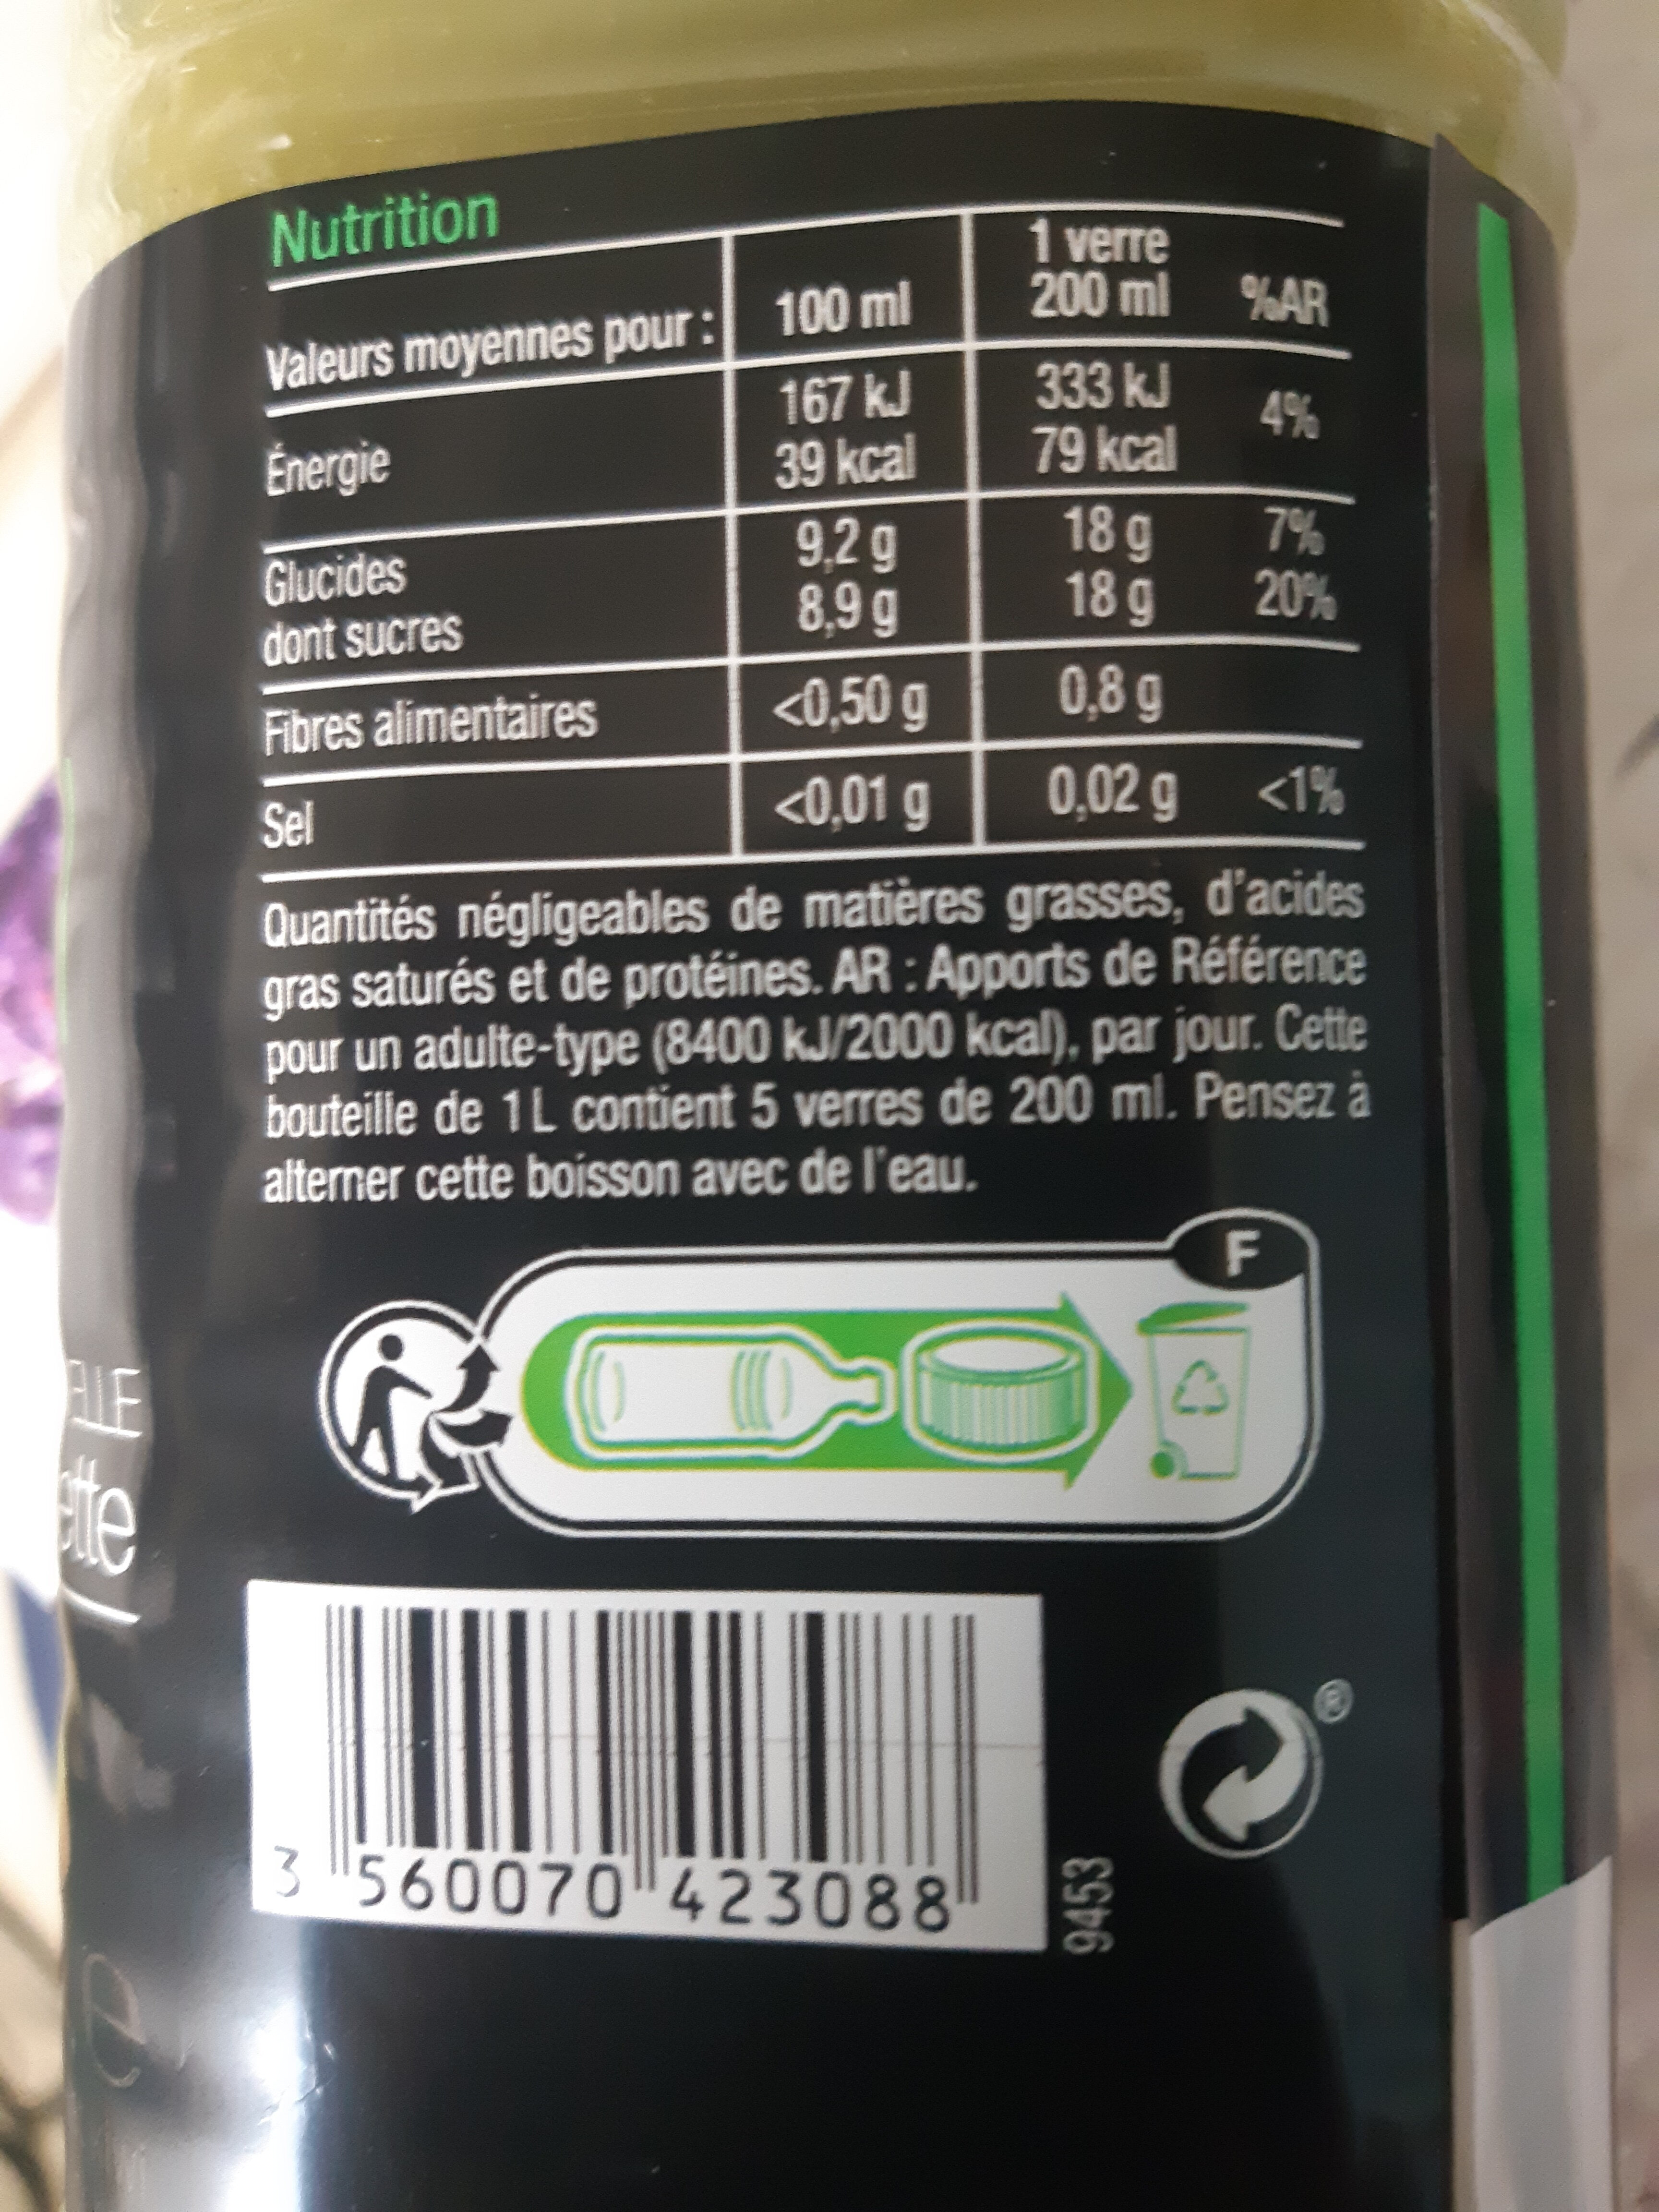 Nutrition
Valeurs moyennes pour : 100 ml 1 verre 200 ml %AR
Énergie 167 kJ 39 kcal 333 kJ 79 kcal 4%
Glucides 9,2 g 18 g 7%
dont sucres 8,9 g 18 g 20%
Fibres alimentaires <0,50 g 0,8 g
Sel <0,01 g 0,02 g <1%
Quantités négligeables de matières grasses, d'acides
gras saturés et de protéines. AR : Apports de Référence
pour un adulte-type (8400 kJ/2000 kcal), par jour. Cette
bouteille de 1L contient 5 verres de 200 ml. Pensez à
alterner cette boisson avec de l'eau.
F
ELLE
ette
3 560070 423088
9453
®
e